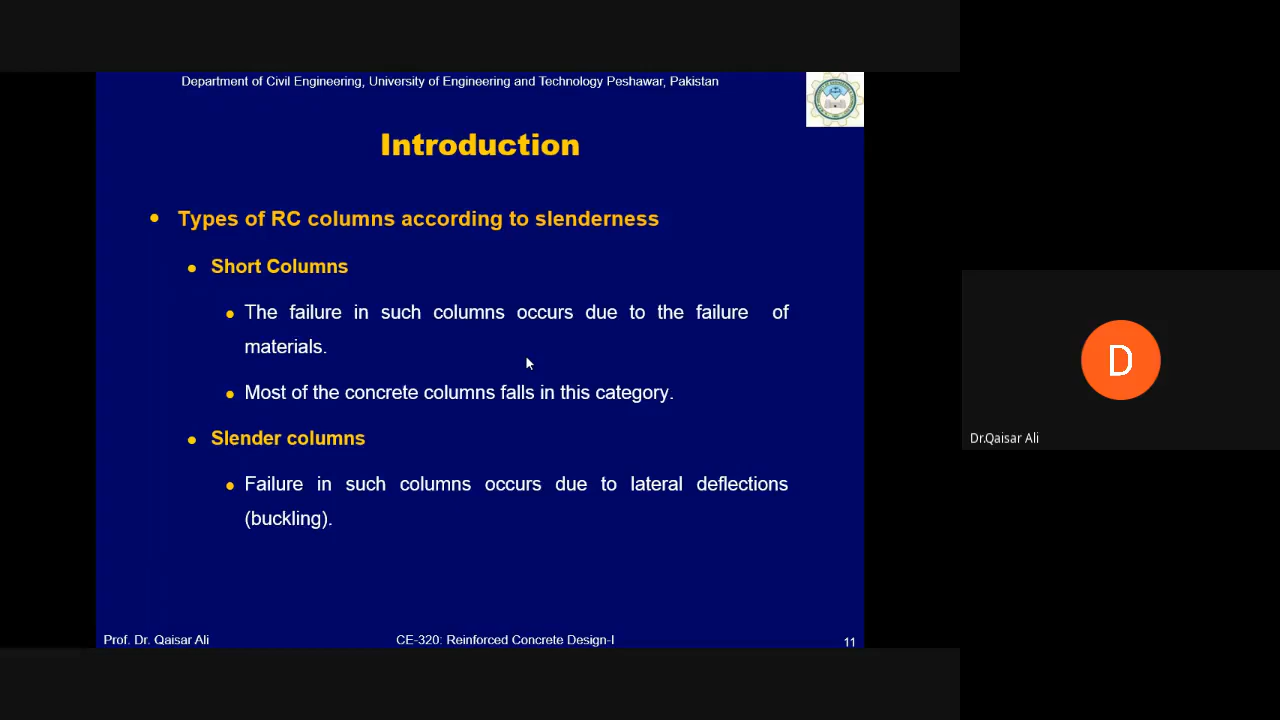 Department of Civil Engineering, University of Engineering and Technology Peshawar, Pakistan
Introduction
• Types of RC columns according to slenderness
• Short Columns
• The failure in such columns occurs due to the failure of
materials.
• Most of the concrete columns falls in this category.
• Slender columns
• Failure in such columns occurs due to lateral deflections
(buckling).
Prof. Dr. Qaisar Ali
CE-320: Reinforced Concrete Design-I
11
D
Dr.Qaisar Ali